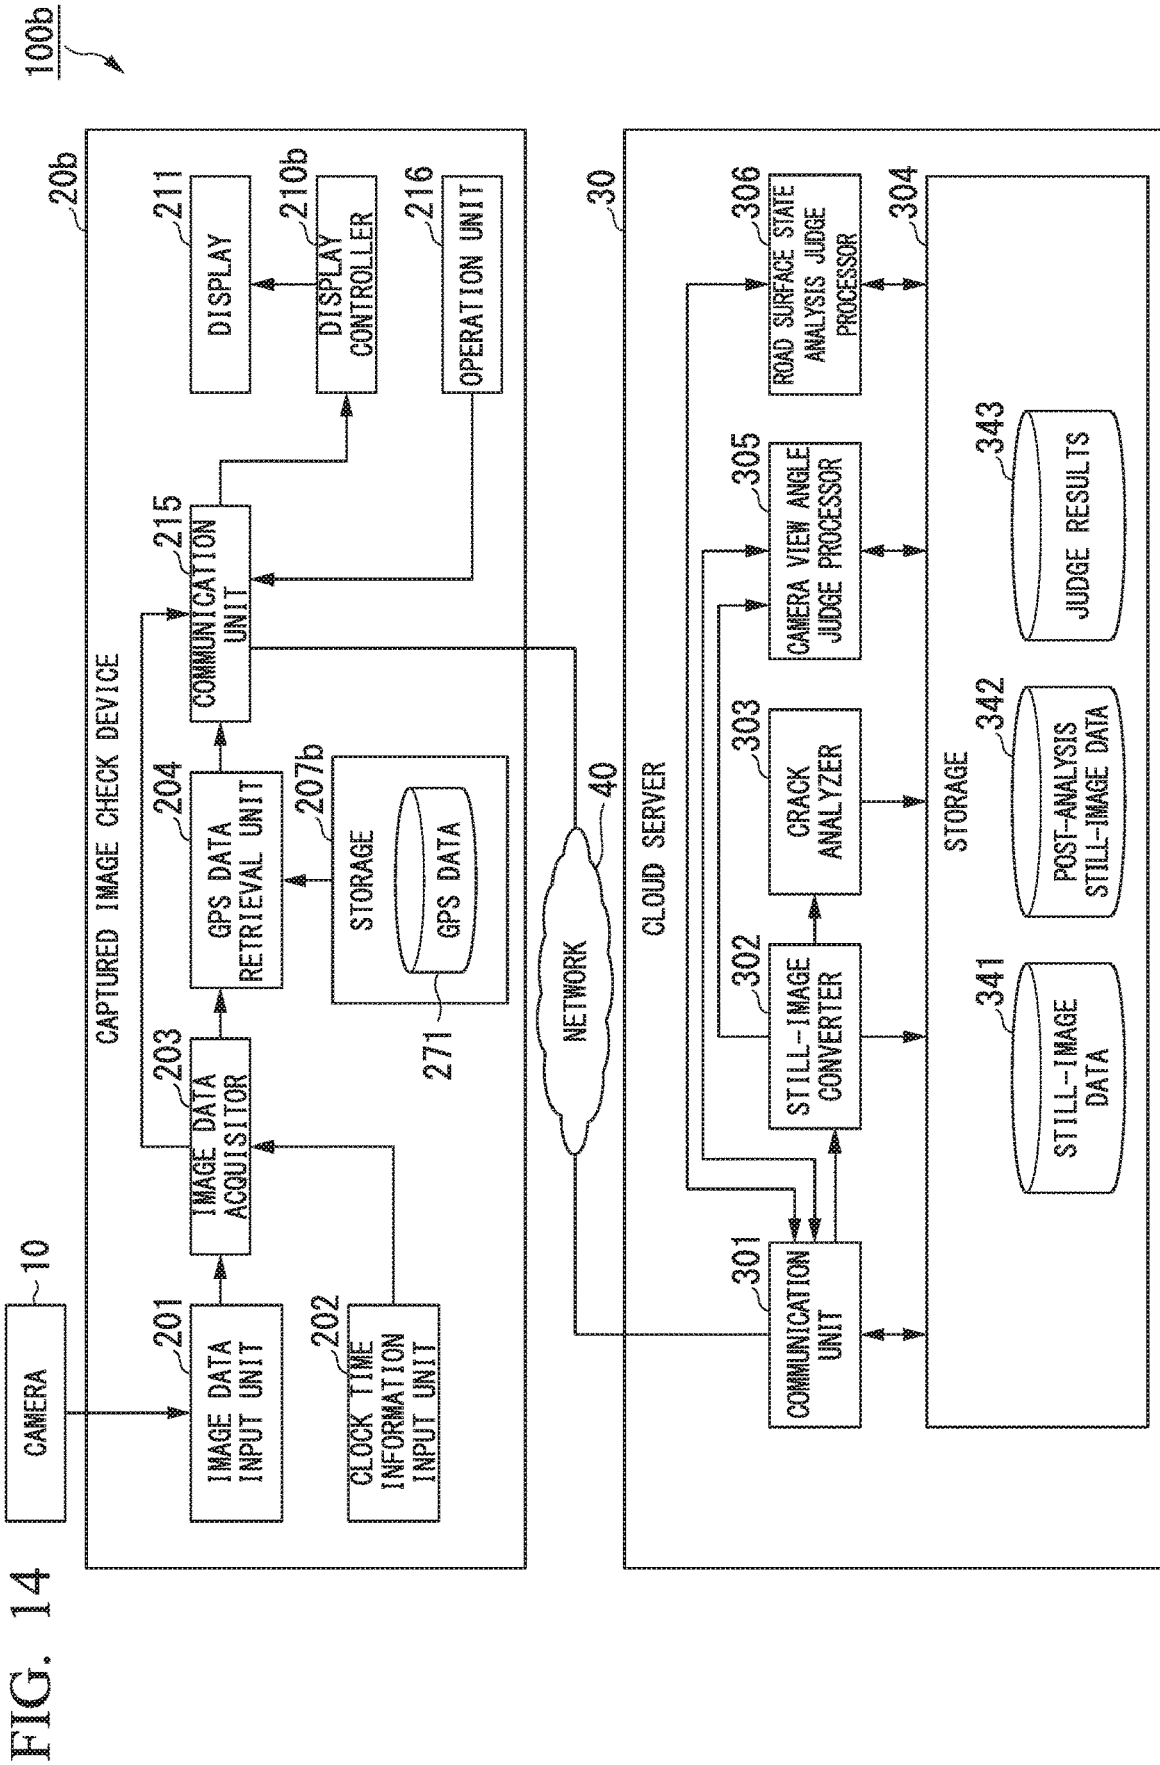 FIG. 14
100b
CAMERA
10
20b
CAPTURED IMAGE CHECK DEVICE
201
IMAGE DATA
INPUT UNIT
202
CLOCK TIME
INFORMATION
INPUT UNIT
203
IMAGE DATA
ACQUISITOR
204
GPS DATA
RETRIEVAL UNIT
207b
STORAGE
GPS DATA
271
215
COMMUNICATION
UNIT
211
DISPLAY
210b
DISPLAY
CONTROLLER
216
OPERATION UNIT
NETWORK
40
30
CLOUD SERVER
301
COMMUNICATION
UNIT
302
STILL-IMAGE
CONVERTER
303
CRACK
ANALYZER
305
CAMERA VIEW ANGLE
JUDGE PROCESSOR
306
ROAD SURFACE STATE
ANALYSIS JUDGE
PROCESSOR
304
STORAGE
341
STILL-IMAGE
DATA
342
POST-ANALYSIS
STILL-IMAGE DATA
343
JUDGE RESULTS